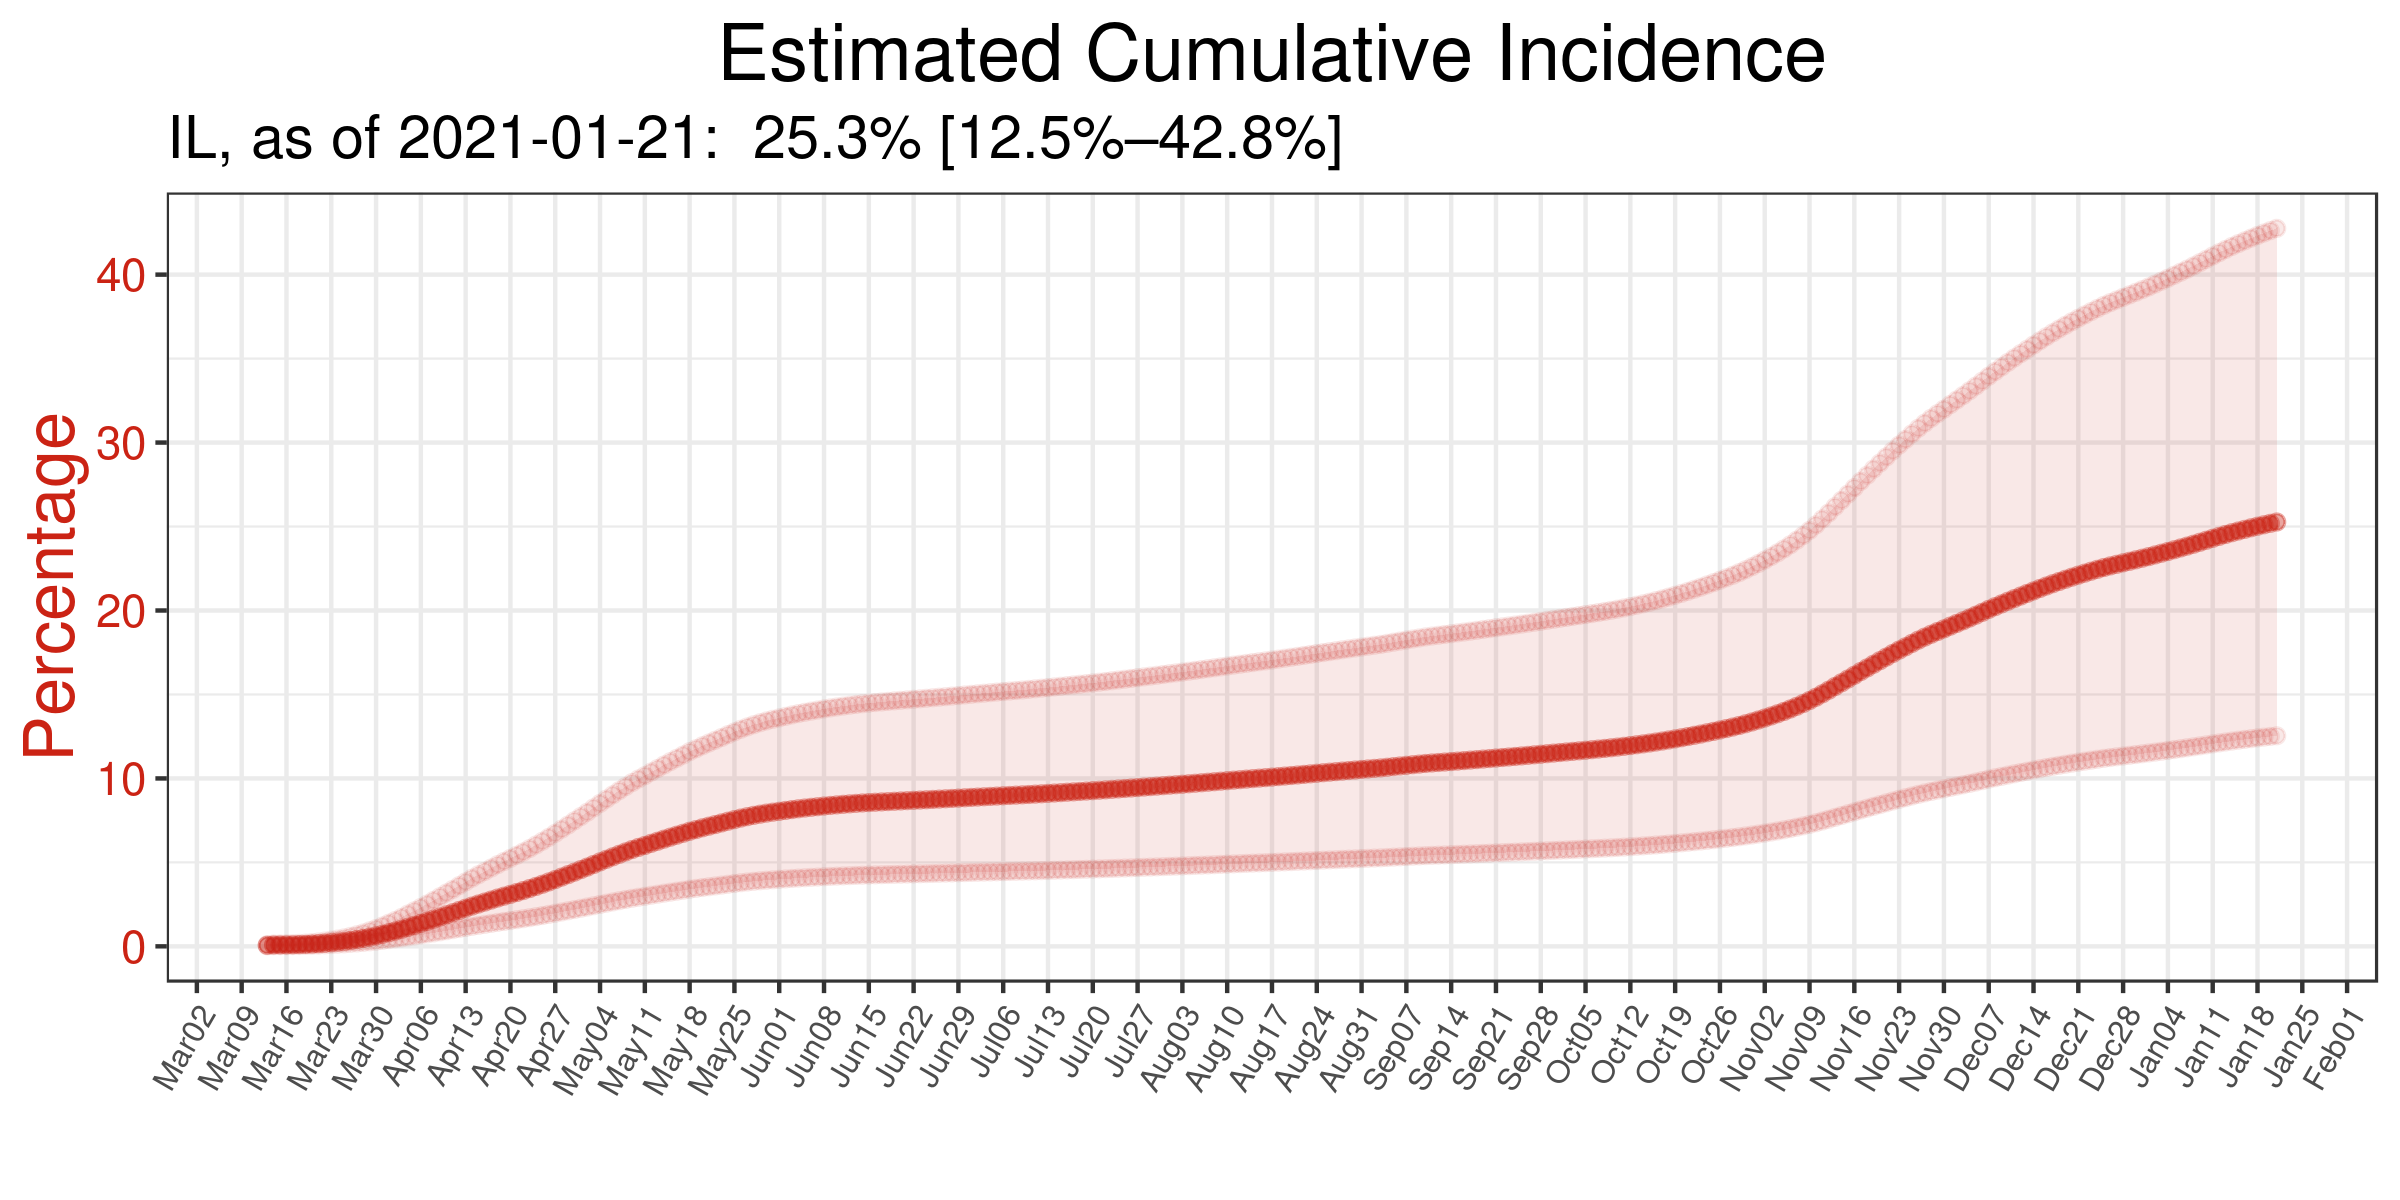 Estimated Cumulative Incidence
IL, as of 2021-01-21:  25.3% [12.5%–42.8%]
Percentage
40
30
20
10
0
Mar02 Mar09 Mar16 Mar23 Mar30 Apr06 Apr13 Apr20 Apr27 May04 May11 May18 May25 Jun01 Jun08 Jun15 Jun22 Jun29 Jul06 Jul13 Jul20 Jul27 Aug03 Aug10 Aug17 Aug24 Aug31 Sep07 Sep14 Sep21 Sep28 Oct05 Oct12 Oct19 Oct26 Nov02 Nov09 Nov16 Nov23 Nov30 Dec07 Dec14 Dec21 Dec28 Jan04 Jan11 Jan18 Jan25 Feb01